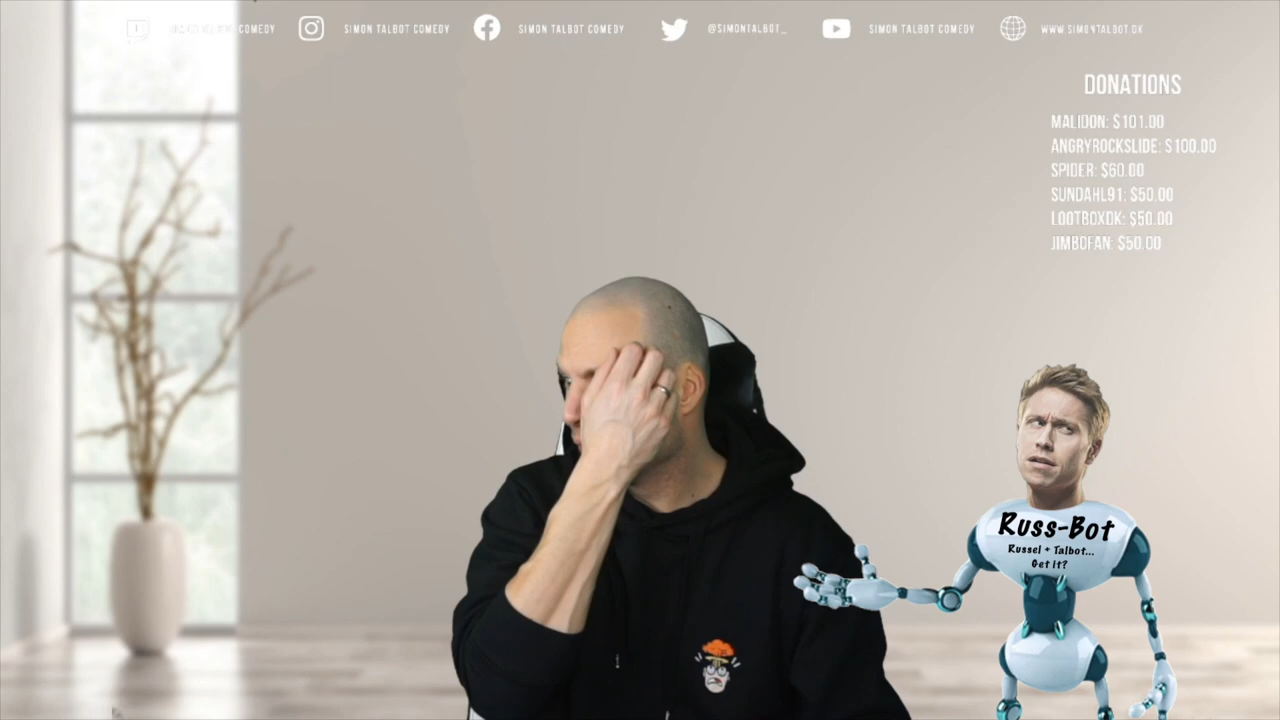 COMEDY
SIMON TALBOT COMEDY
SIMON TALBOT COMEDY
@SIMONTALBOT_
SIMON TALBOT COMEDY
WWW.SIMONTALBOT.DK
DONATIONS
MALIDON: $101.00
ANGRYROCKSLIDE: $100.00
SPIDER: $60.00
SUNDAHL91: $50.00
LOOTBOXDK: $50.00
JIMBOFAN: $50.00
Russ-Bot
Russel + Talbot...
Get it?